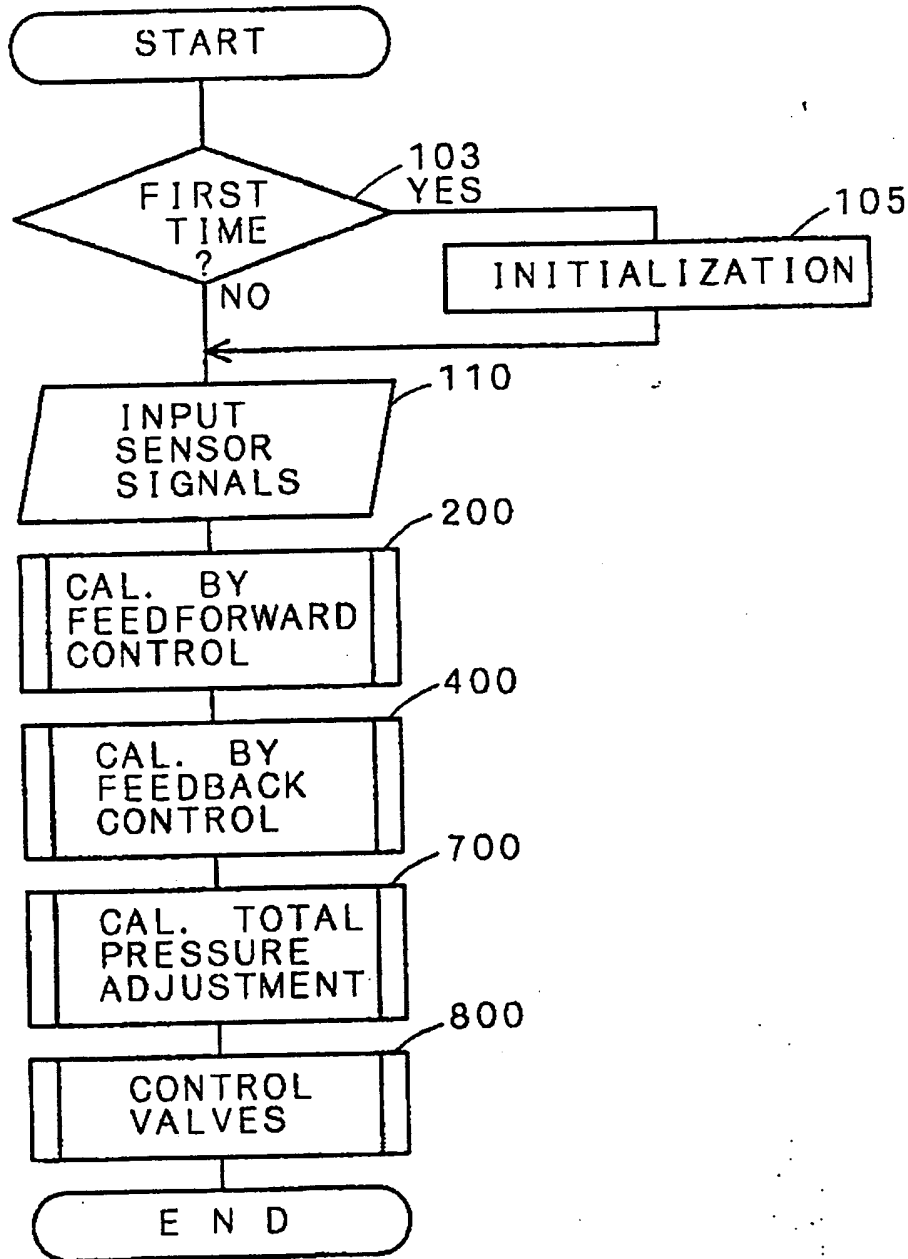 START
103
YES
FIRST
TIME
?
NO
105
INITIALIZATION
110
INPUT
SENSOR
SIGNALS
200
CAL. BY
FEEDFORWARD
CONTROL
400
CAL. BY
FEEDBACK
CONTROL
700
CAL. TOTAL
PRESSURE
ADJUSTMENT
800
CONTROL
VALVES
END